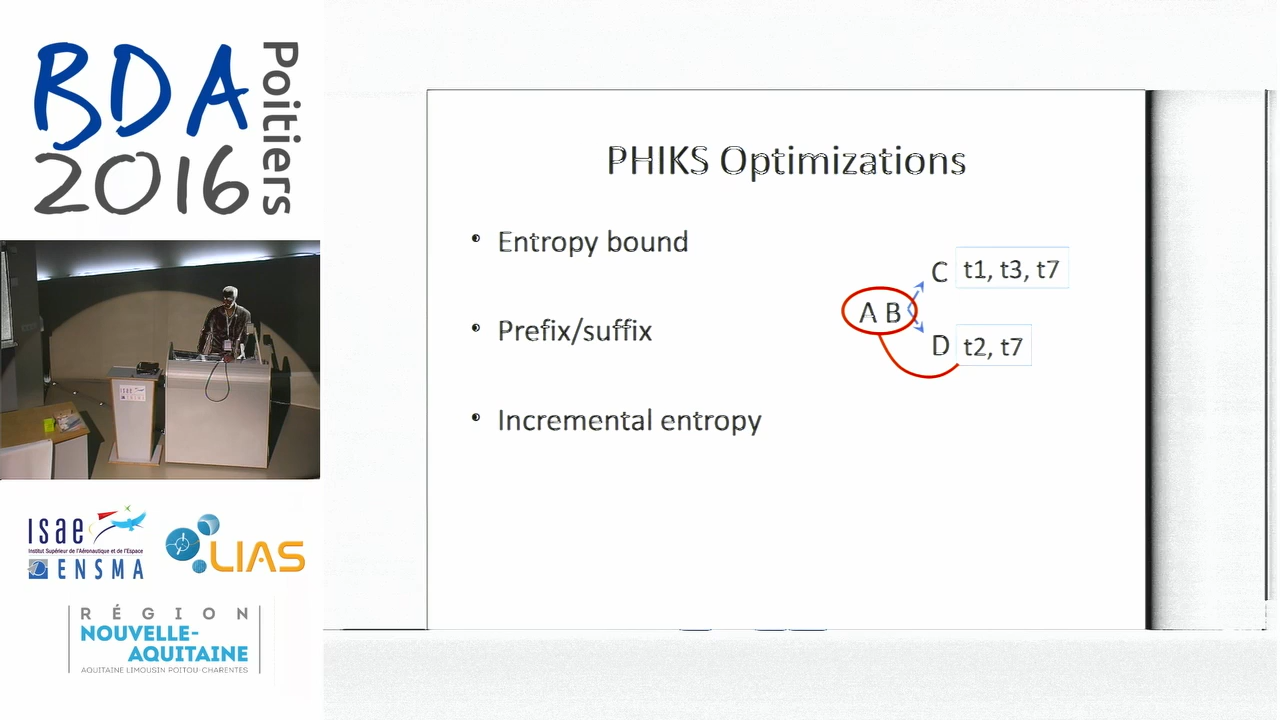 BDA
2016
Poitiers
isae
Institut Supérieur de l'Aéronautique et de l'Espace
ENSMA
LIAS
RÉGION
NOUVELLE-
AQUITAINE
AQUITAINE LIMOUSIN POITOU-CHARENTES
PHIKS Optimizations
• Entropy bound
• Prefix/suffix
• Incremental entropy
A B
C t1, t3, t7
D t2, t7